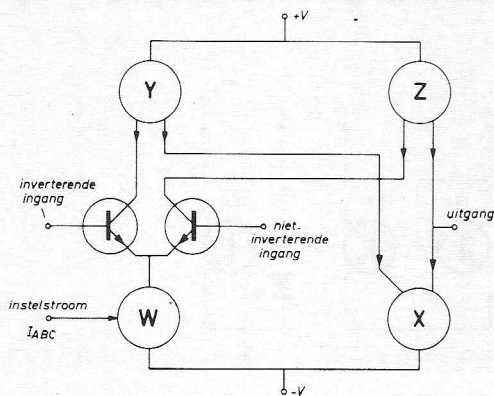 +V
Y
Z
inverterende
ingang
niet-
inverterende
ingang
uitgang
instelstroom
I_ABC
W
X
-V